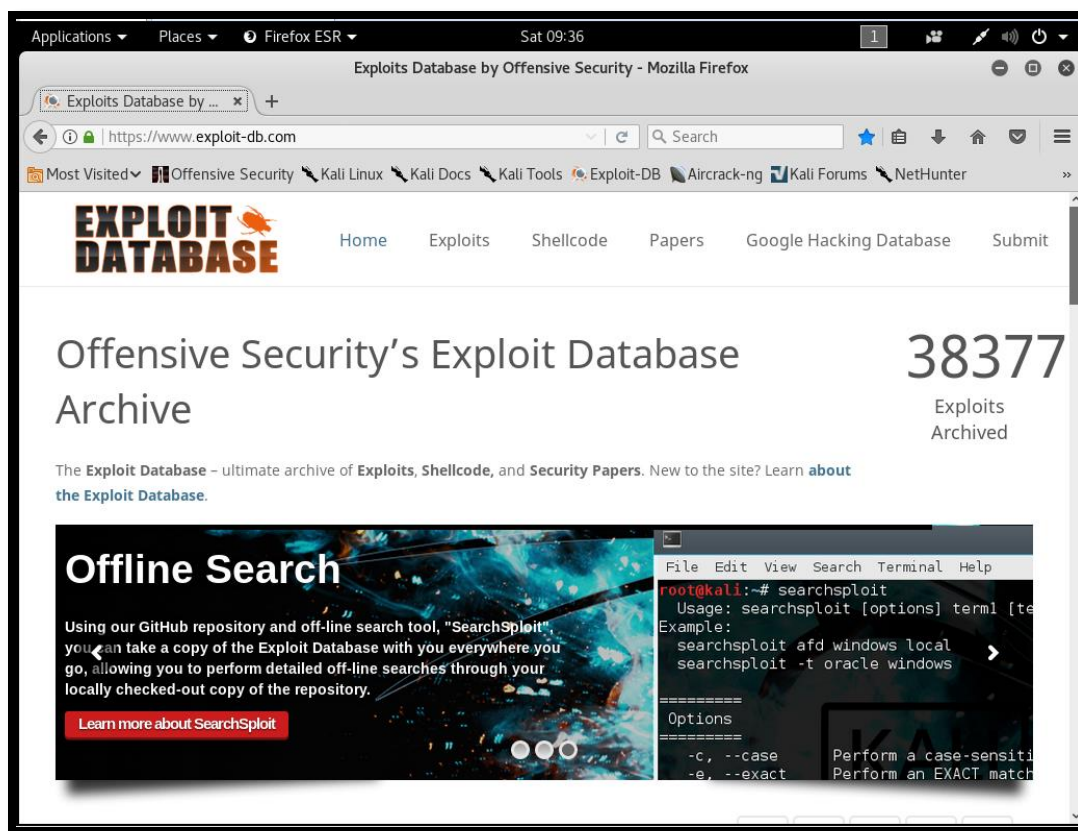 Applications Places Firefox ESR Sat 09:36 1
Exploits Database by Offensive Security - Mozilla Firefox
Exploits Database by ... × +
https://www.exploit-db.com Search
Most Visited Offensive Security Kali Linux Kali Docs Kali Tools Exploit-DB Aircrack-ng Kali Forums NetHunter »
EXPLOIT
DATABASE
Home Exploits Shellcode Papers Google Hacking Database Submit
Offensive Security’s Exploit Database
Archive
38377
Exploits
Archived
The Exploit Database – ultimate archive of Exploits, Shellcode, and Security Papers. New to the site? Learn about
the Exploit Database.
Offline Search
Using our GitHub repository and off-line search tool, "SearchSploit",
you can take a copy of the Exploit Database with you everywhere you
go, allowing you to perform detailed off-line searches through your
locally checked-out copy of the repository.
Learn more about SearchSploit
File Edit View Search Terminal Help
root@kali:~# searchsploit
Usage: searchsploit [options] term1 [te
Example:
searchsploit afd windows local
searchsploit -t oracle windows
=========
Options
=========
-c, --case Perform a case-sensiti
-e, --exact Perform an EXACT match